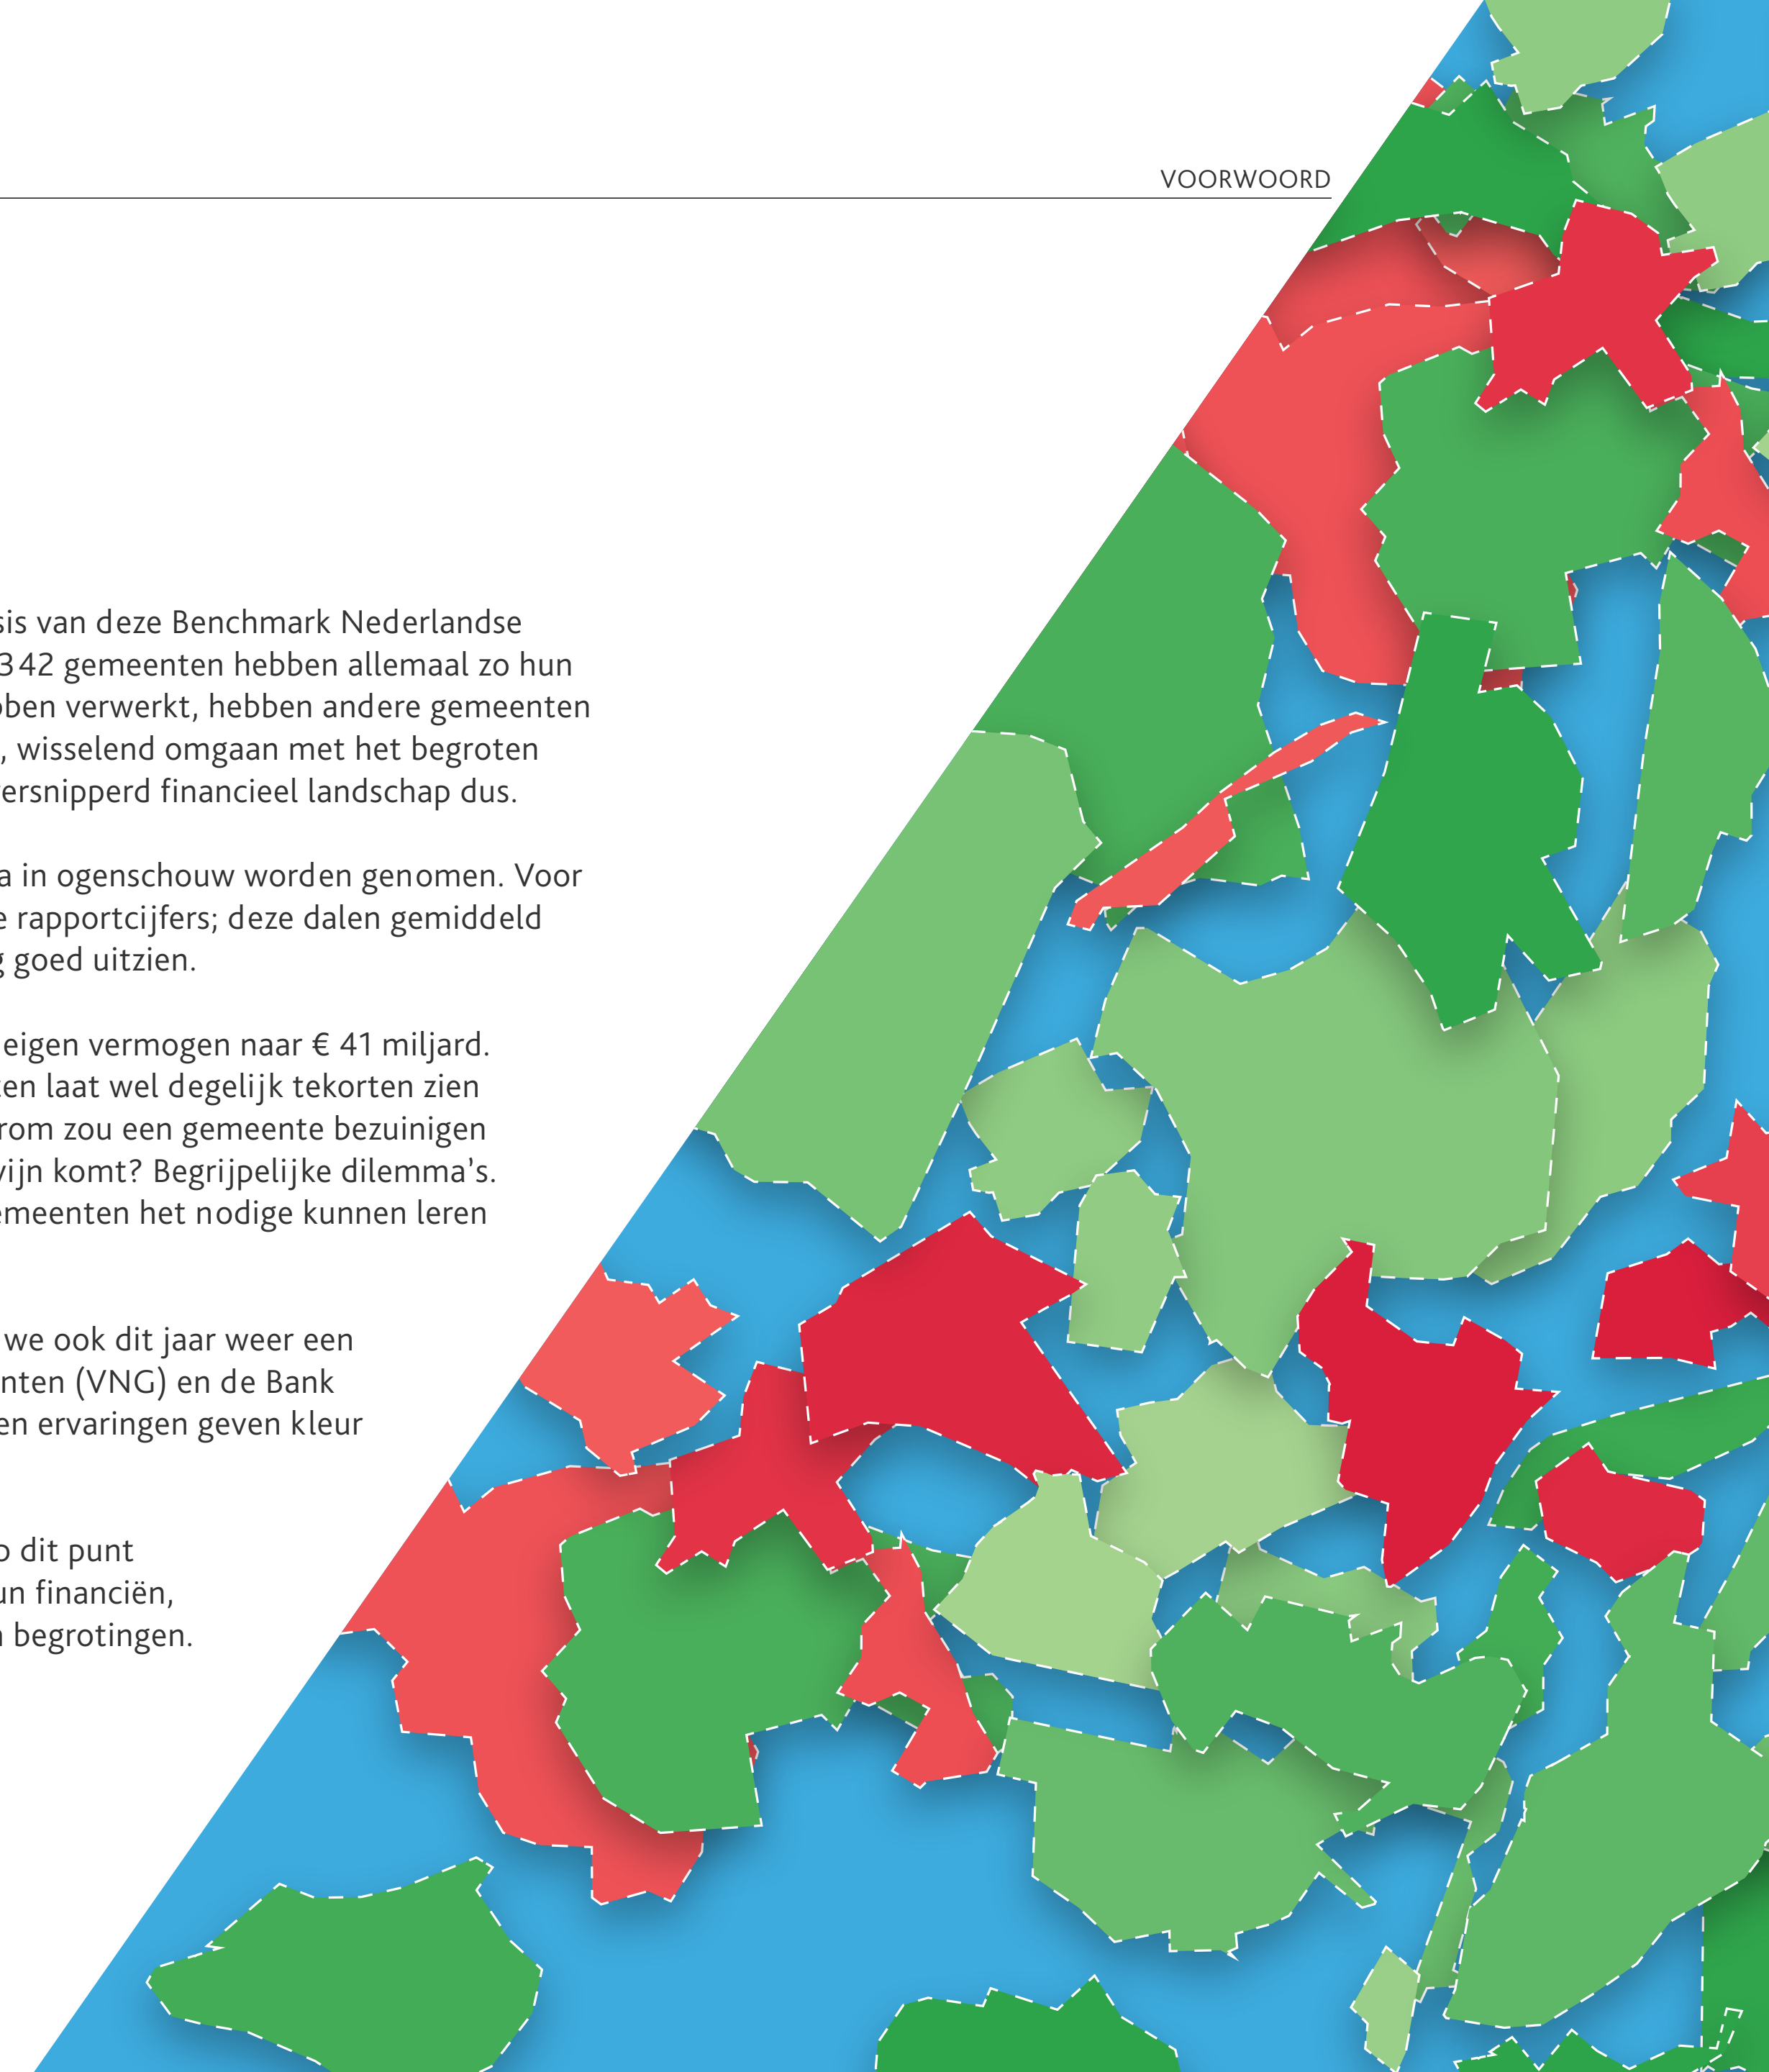 VOORWOORD
sis van deze Benchmark Nederlandse
342 gemeenten hebben allemaal zo hun
ben verwerkt, hebben andere gemeenten
, wisselend omgaan met het begroten
ersnipperd financieel landschap dus.
a in ogenschouw worden genomen. Voor
e rapportcijfers; deze dalen gemiddeld
g goed uitzien.
eigen vermogen naar € 41 miljard.
ten laat wel degelijk tekorten zien
rom zou een gemeente bezuinigen
vijn komt? Begrijpelijke dilemma's.
emeenten het nodige kunnen leren
we ook dit jaar weer een
nten (VNG) en de Bank
en ervaringen geven kleur
p dit punt
un financiën,
n begrotingen.